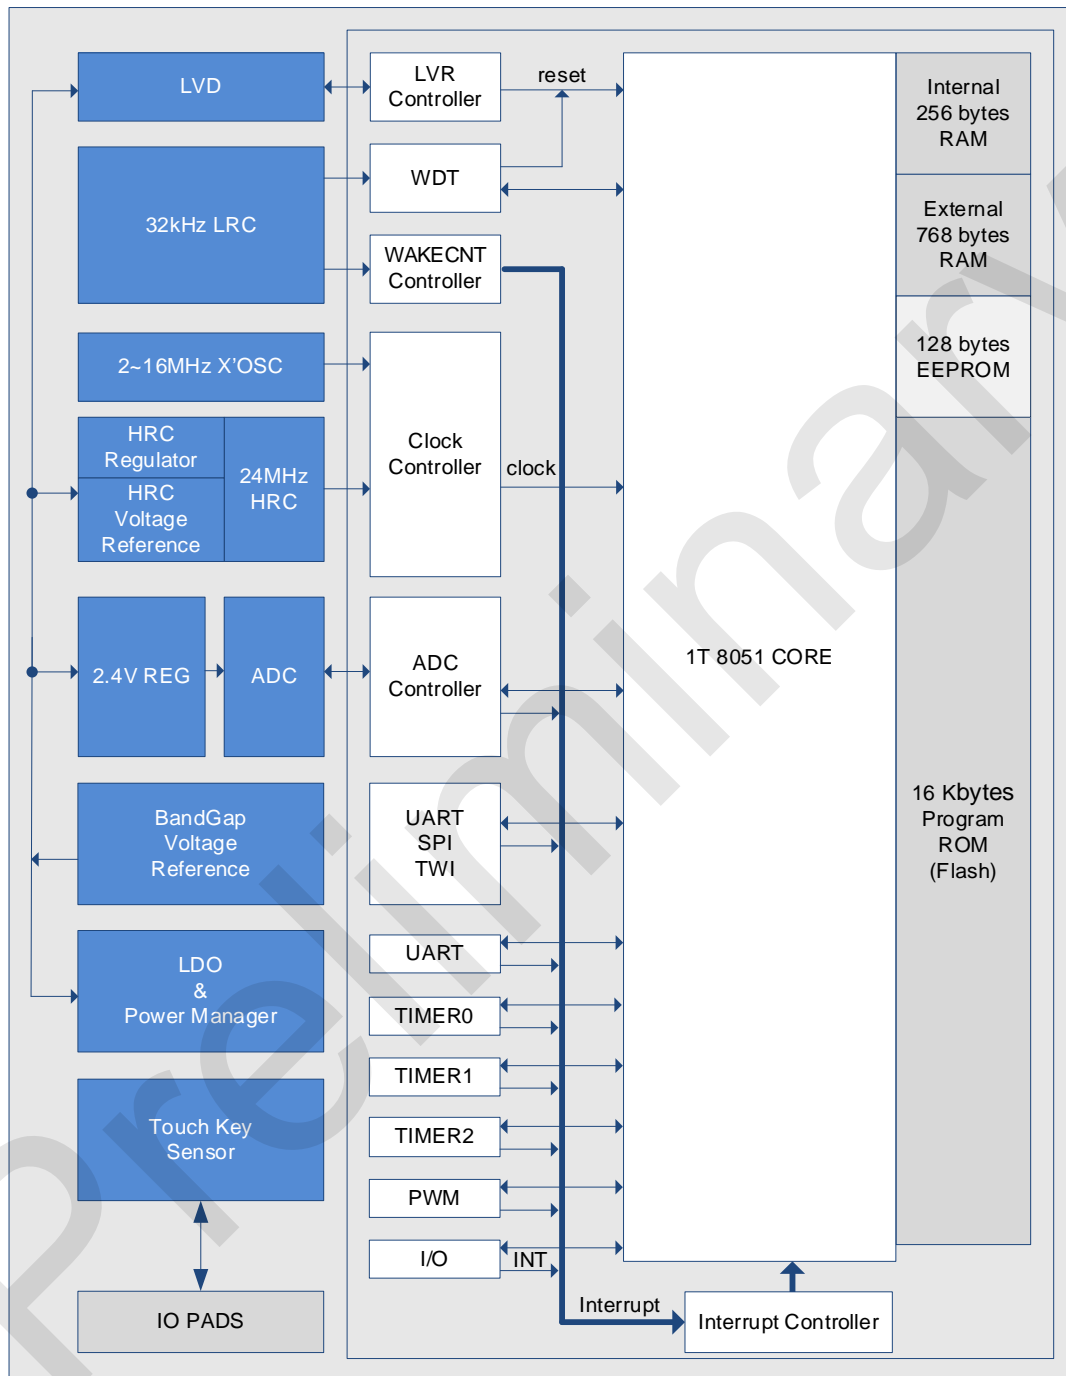 LVD
LVR
Controller
reset
Internal
256 bytes
RAM
32kHz LRC
WDT
External
768 bytes
RAM
WAKECNT
Controller
2~16MHz X'OSC
128 bytes
EEPROM
HRC
Regulator
HRC
Voltage
Reference
24MHz
HRC
Clock
Controller
clock
2.4V REG
ADC
ADC
Controller
1T 8051 CORE
BandGap
Voltage
Reference
UART
SPI
TWI
16 Kbytes
Program
ROM
(Flash)
LDO
&
Power Manager
UART
TIMER0
TIMER1
Touch Key
Sensor
TIMER2
PWM
I/O
INT
IO PADS
Interrupt
Interrupt Controller
Preliminary